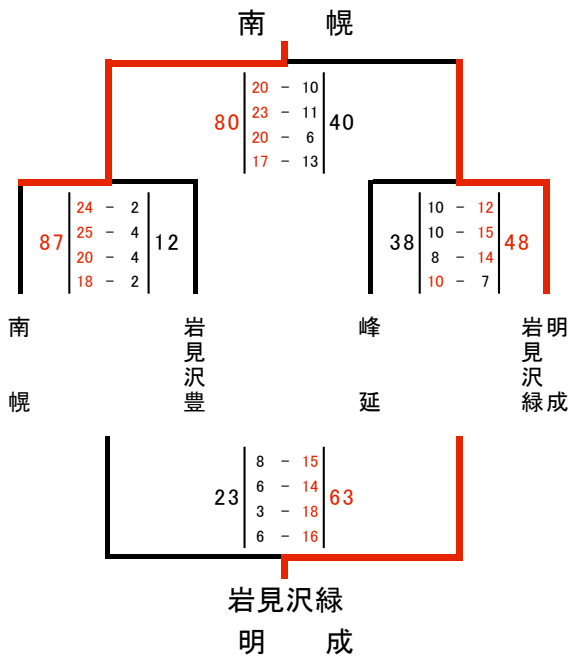 南　幌
20 - 10
23 - 11
80 20 - 6 40
17 - 13
24 - 2
25 - 4
87 20 - 4 12
18 - 2
10 - 12
10 - 15
38 8 - 14 48
10 - 7
南幌
岩見沢豊
峰延
岩見沢緑
明成
8 - 15
6 - 14
23 3 - 18 63
6 - 16
岩見沢緑
明　成